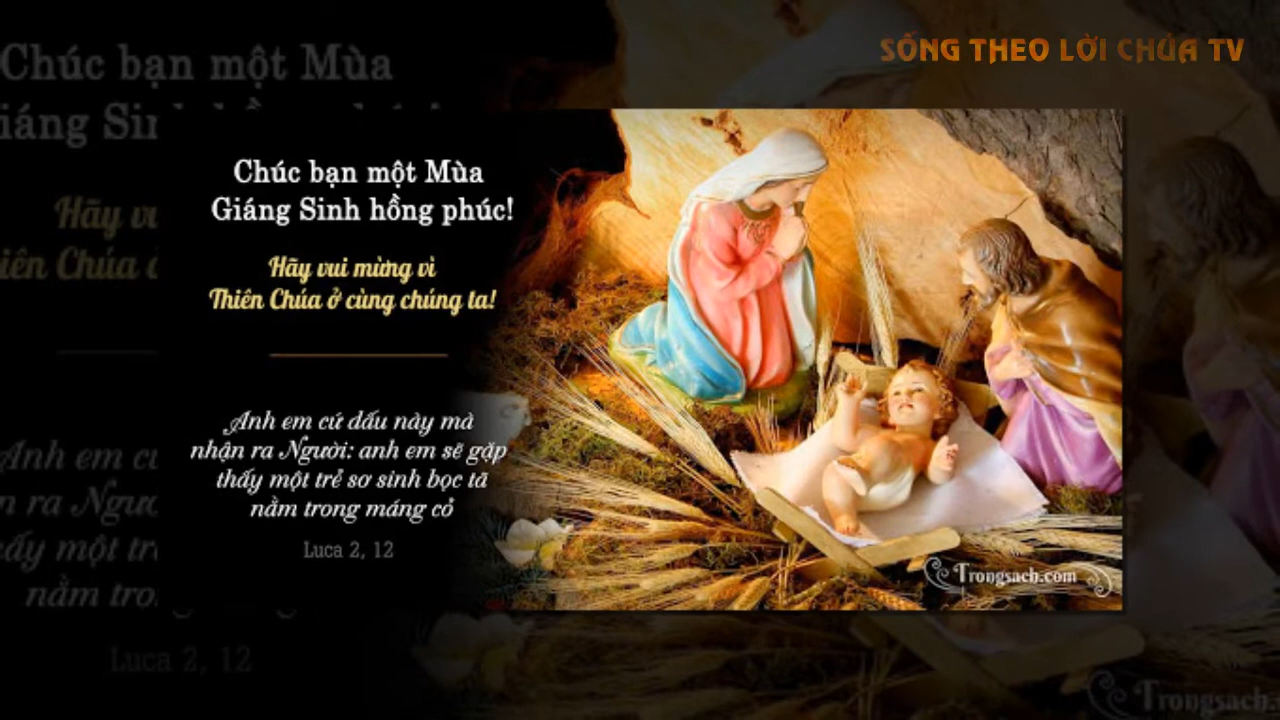 SỐNG THEO LỜI CHÚA TV
Chúc bạn một Mùa
Giáng Sinh hồng phúc!
Hãy vui mừng vì
Thiên Chúa ở cùng chúng ta!
Anh em cứ dấu này mà
nhận ra Người: anh em sẽ gặp
thấy một trẻ sơ sinh bọc tã
nằm trong máng cỏ
Luca 2, 12
Trongsach.com